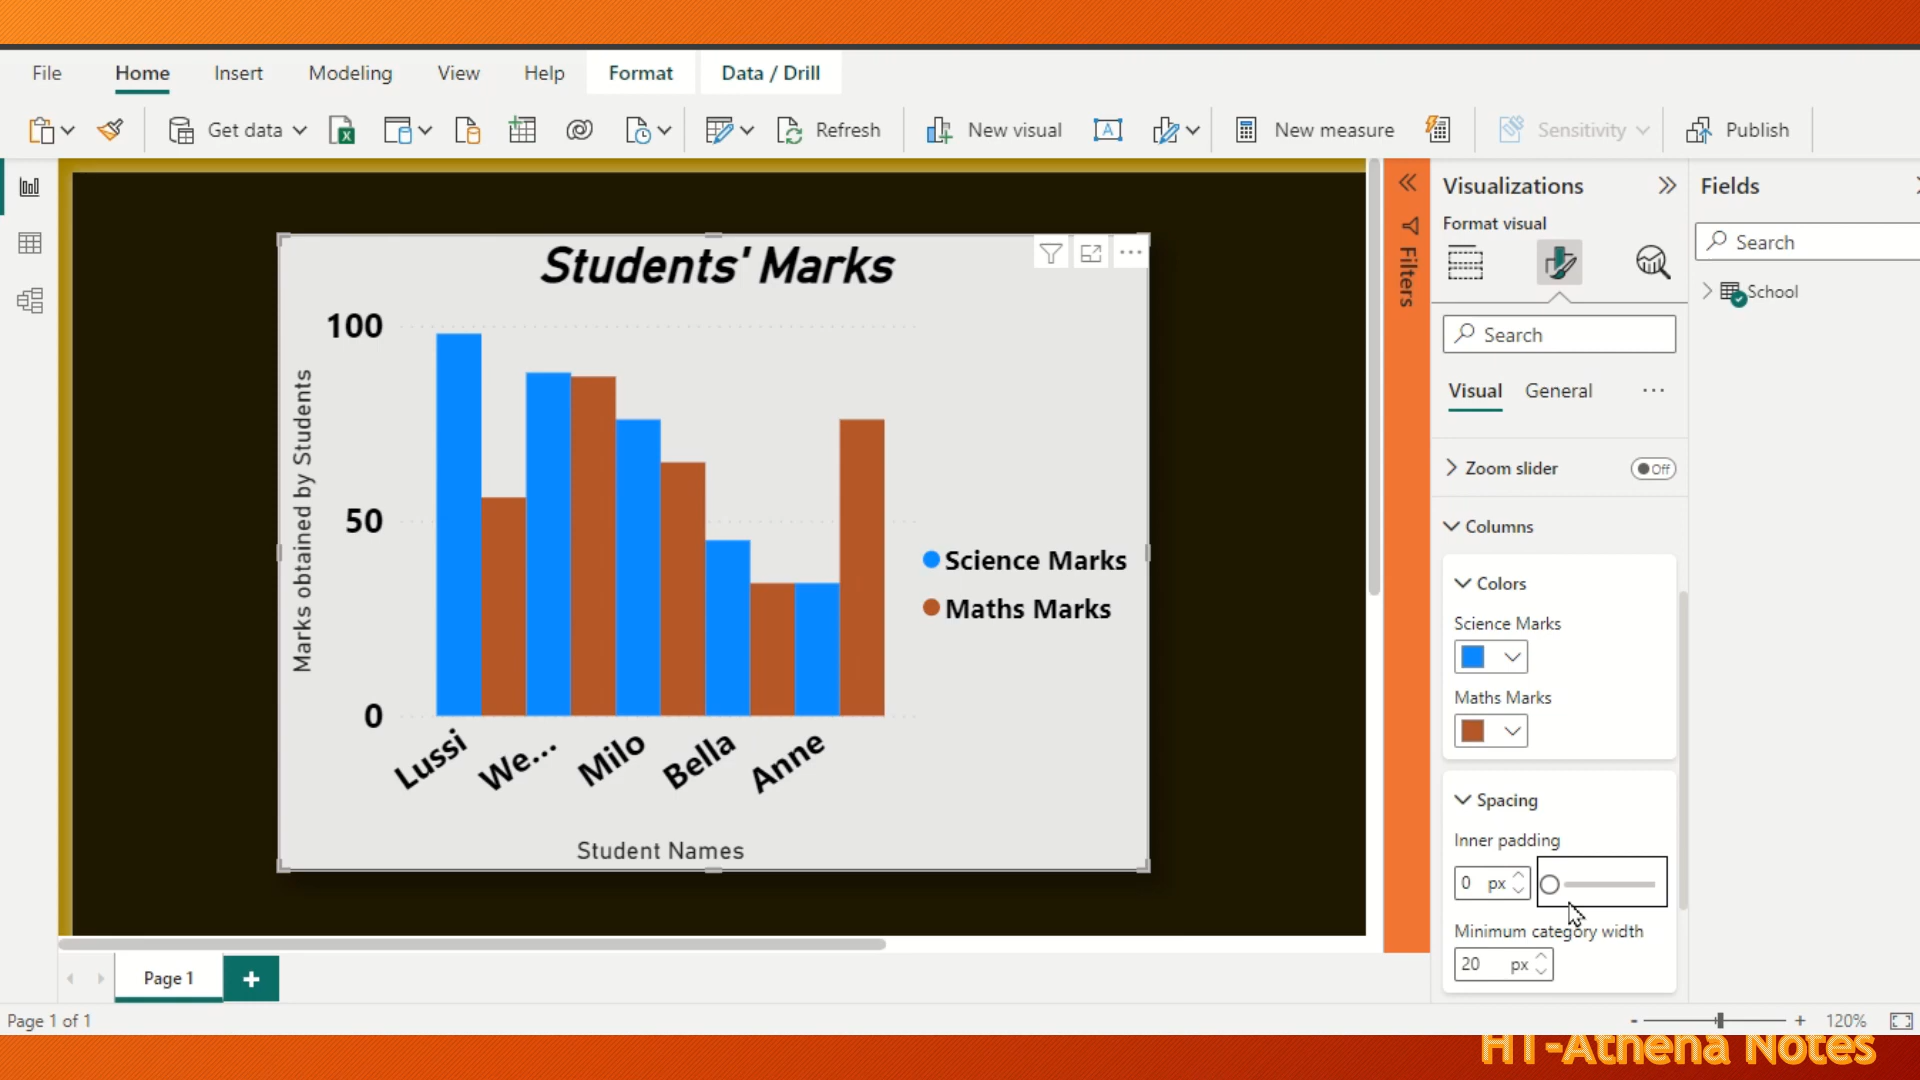 File Home Insert Modeling View Help Format Data / Drill
Get data Refresh New visual New measure Sensitivity Publish
Students' Marks
100
50
0
Marks obtained by Students
Lussi We... Milo Bella Anne
Student Names
Science Marks
Maths Marks
Filters
Visualizations
Format visual
Search
Visual General
Zoom slider Off
Columns
Colors
Science Marks
Maths Marks
Spacing
Inner padding
0 px
Minimum category width
20 px
Fields
Search
School
Page 1
Page 1 of 1
- + 120%
HT-Athena Notes